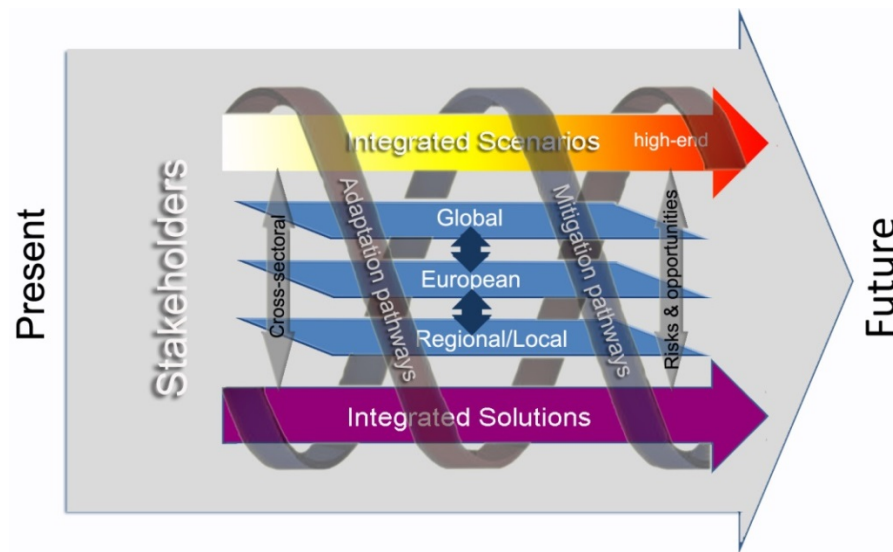 Present
Stakeholders
Integrated Scenarios
high-end
Cross-sectoral
Adaptation pathways
Global
European
Regional/Local
Mitigation pathways
Risks & opportunities
Integrated Solutions
Future